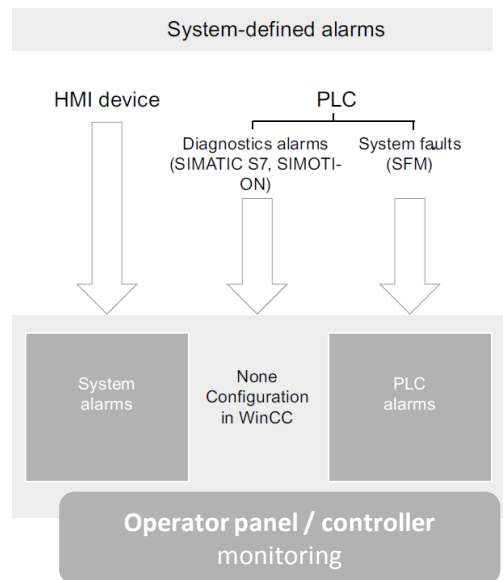 System-defined alarms
HMI device
PLC
Diagnostics alarms
(SIMATIC S7, SIMOTI-
ON)
System faults
(SFM)
System
alarms
None
Configuration
in WinCC
PLC
alarms
Operator panel / controller
monitoring